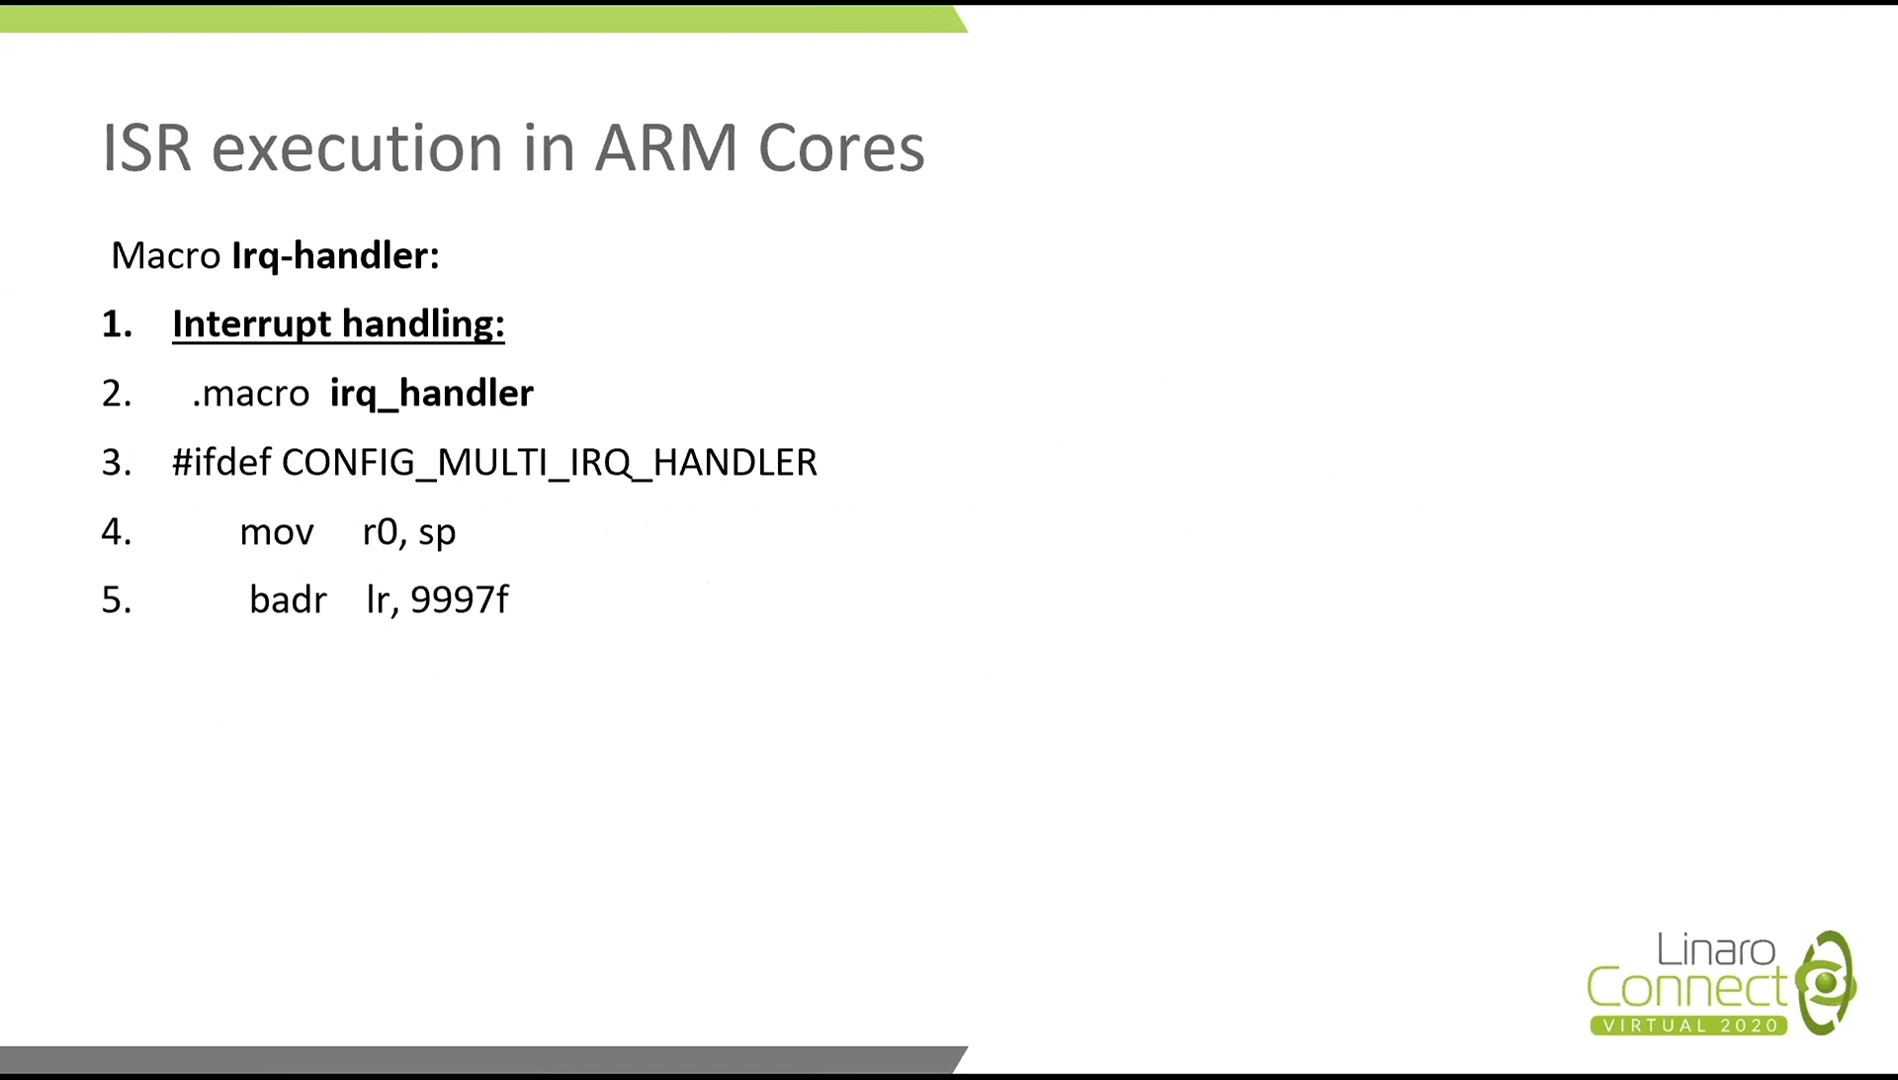 ISR execution in ARM Cores
Macro Irq-handler:
1. Interrupt handling:
2. .macro irq_handler
3. #ifdef CONFIG_MULTI_IRQ_HANDLER
4. mov r0, sp
5. badr lr, 9997f
Linaro
Connect
VIRTUAL 2020